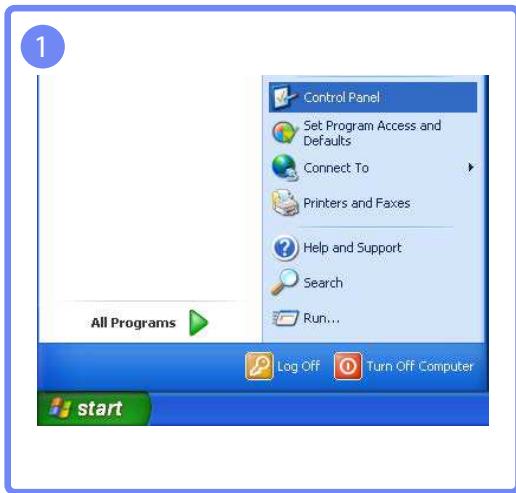 1
Control Panel
Set Program Access and
Defaults
Connect To
Printers and Faxes
Help and Support
Search
Run...
All Programs
Log Off
Turn Off Computer
start